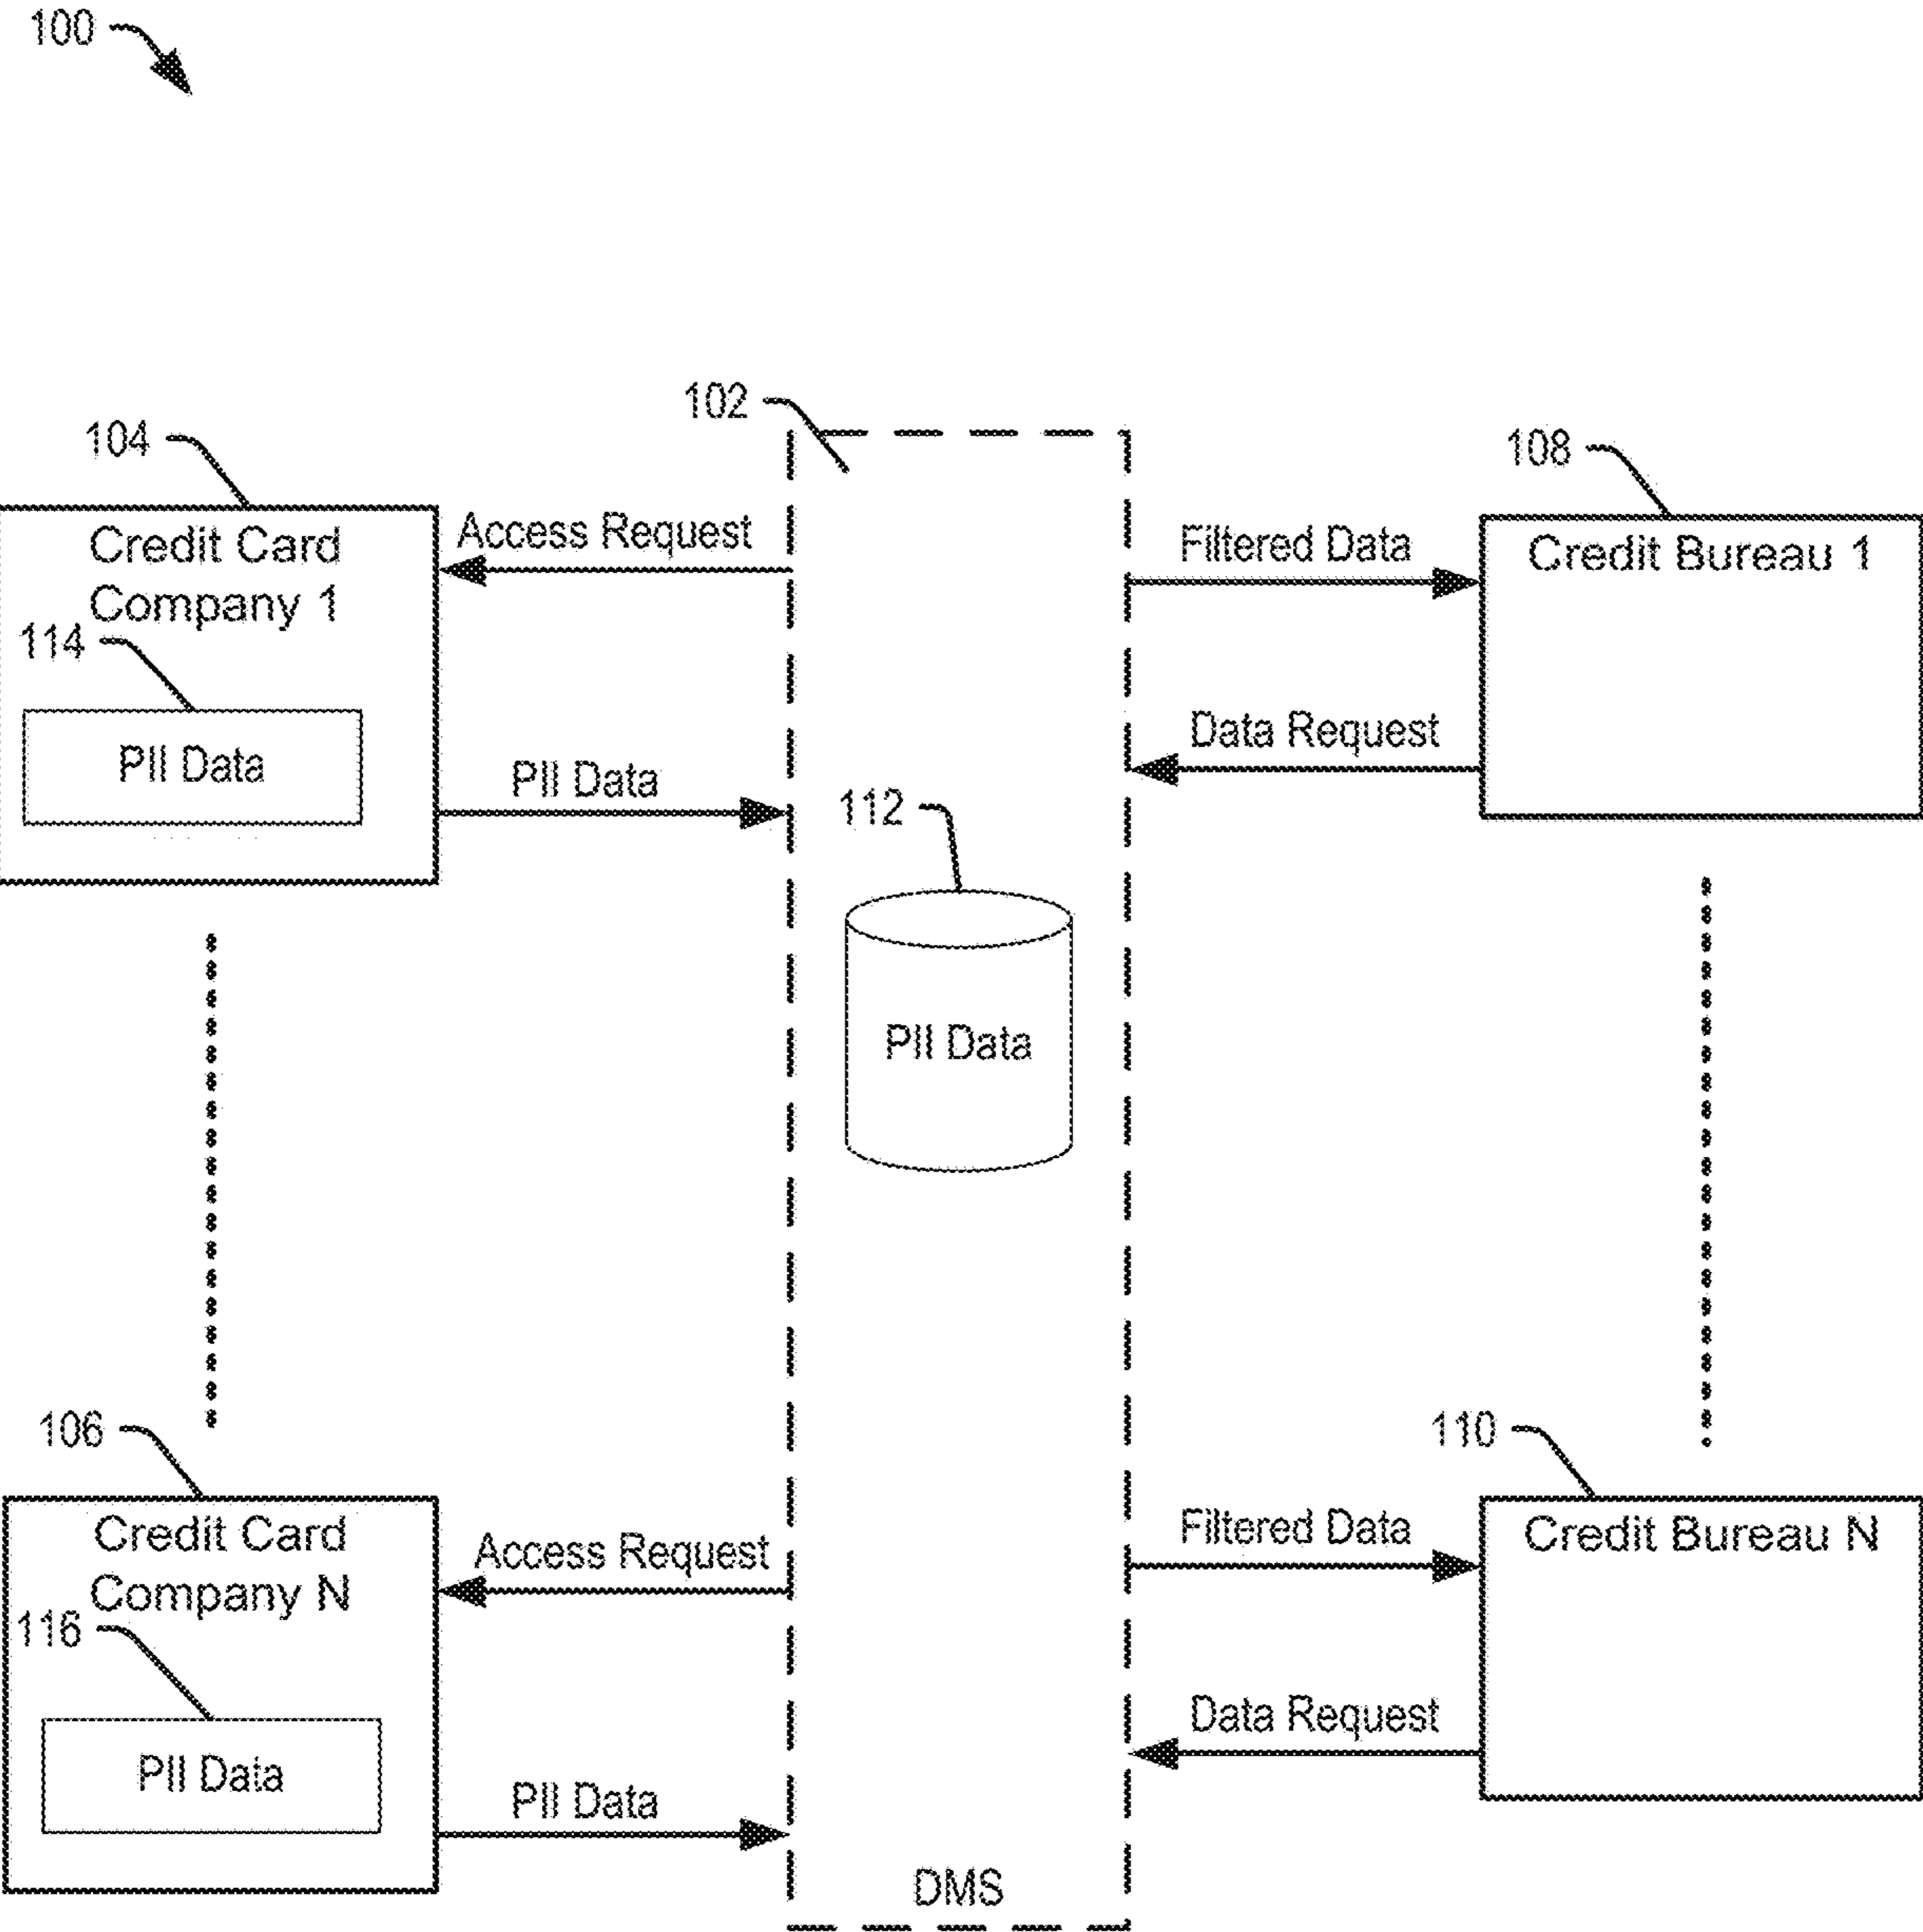 100
102
104
108
Credit Card
Company 1
Access Request
Filtered Data
Credit Bureau 1
114
PII Data
PII Data
Data Request
112
PII Data
106
110
Credit Card
Company N
Access Request
Filtered Data
Credit Bureau N
116
PII Data
PII Data
Data Request
DMS